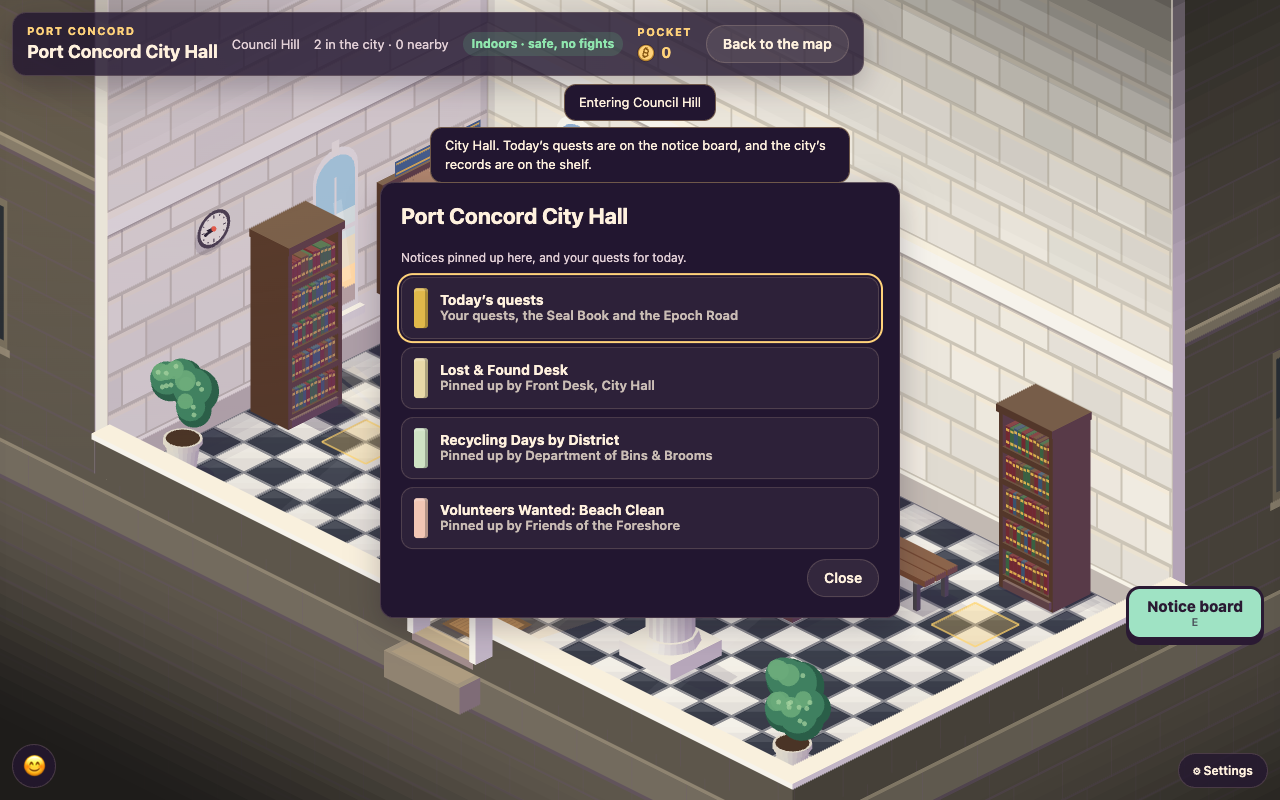 PORT CONCORD
Port Concord City Hall
Council Hill
2 in the city · 0 nearby
Indoors · safe, no fights
POCKET
0
Back to the map
Entering Council Hill
City Hall. Today's quests are on the notice board, and the city's
records are on the shelf.
Port Concord City Hall
Notices pinned up here, and your quests for today.
Today's quests
Your quests, the Seal Book and the Epoch Road
Lost & Found Desk
Pinned up by Front Desk, City Hall
Recycling Days by District
Pinned up by Department of Bins & Brooms
Volunteers Wanted: Beach Clean
Pinned up by Friends of the Foreshore
Close
Notice board
E
Settings